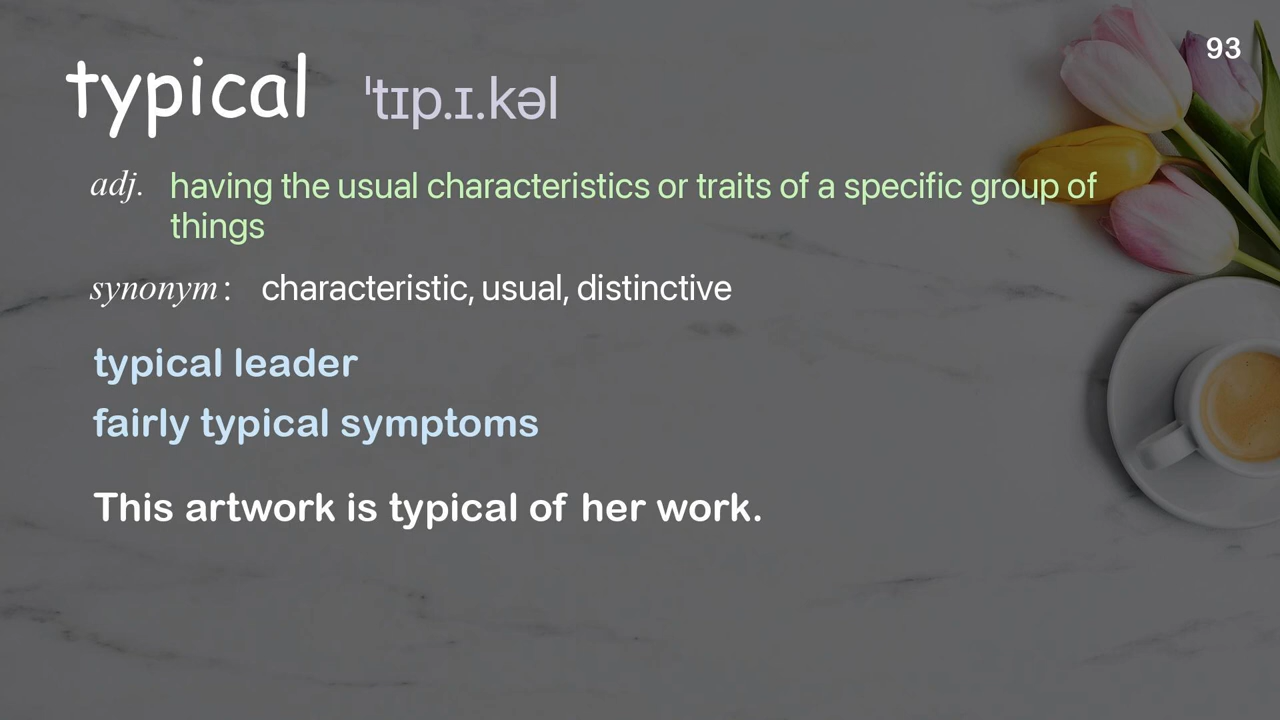 93
typical ˈtɪp.ɪ.kəl
adj. having the usual characteristics or traits of a specific group of
things
synonym: characteristic, usual, distinctive
typical leader
fairly typical symptoms
This artwork is typical of her work.